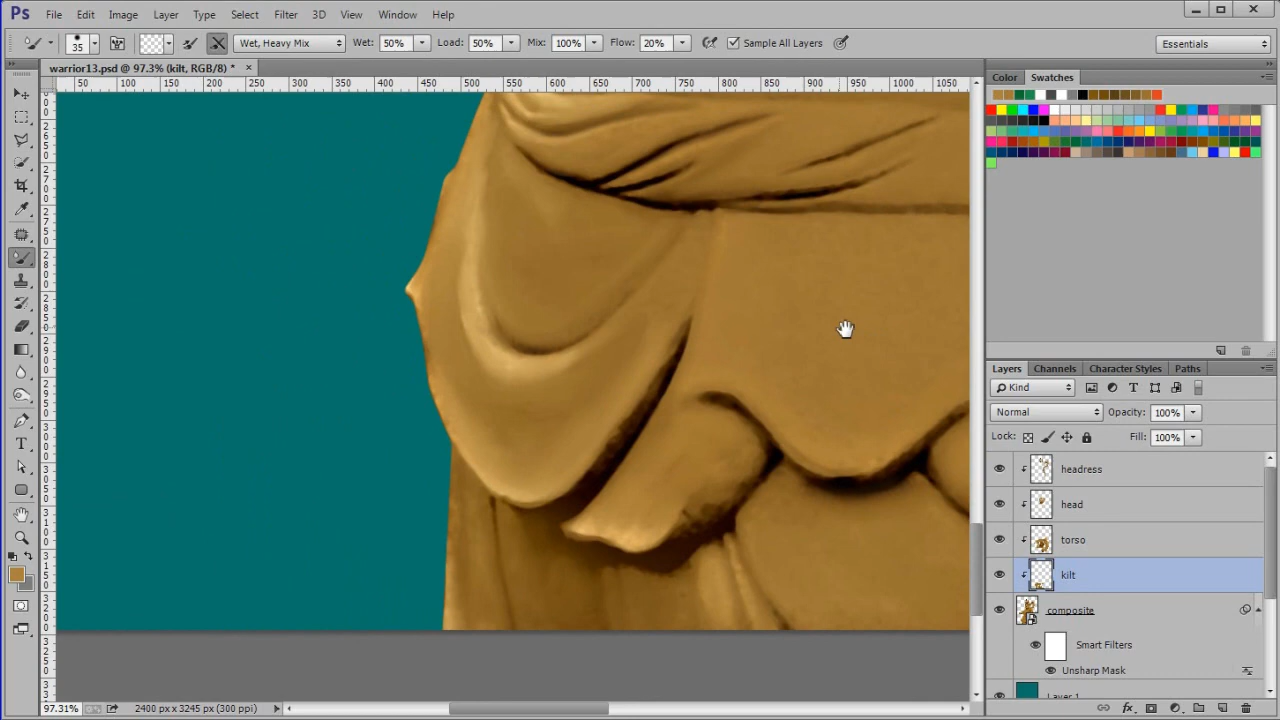 Ps File Edit Image Layer Type Select Filter 3D View Window Help
35 Wet, Heavy Mix Wet: 50% Load: 50% Mix: 100% Flow: 20% Sample All Layers Essentials
warrior13.psd @ 97.3% (kilt, RGB/8) * ×
50 100 150 200 250 300 350 400 450 500 550 600 650 700 750 800 850 900 950 1000 1050
Color Swatches
Layers Channels Character Styles Paths
Kind
Normal Opacity: 100%
Lock: Fill: 100%
headress
head
torso
kilt
composite
Smart Filters
Unsharp Mask
Layer 1
97.31% 2400 px x 3245 px (300 ppi)